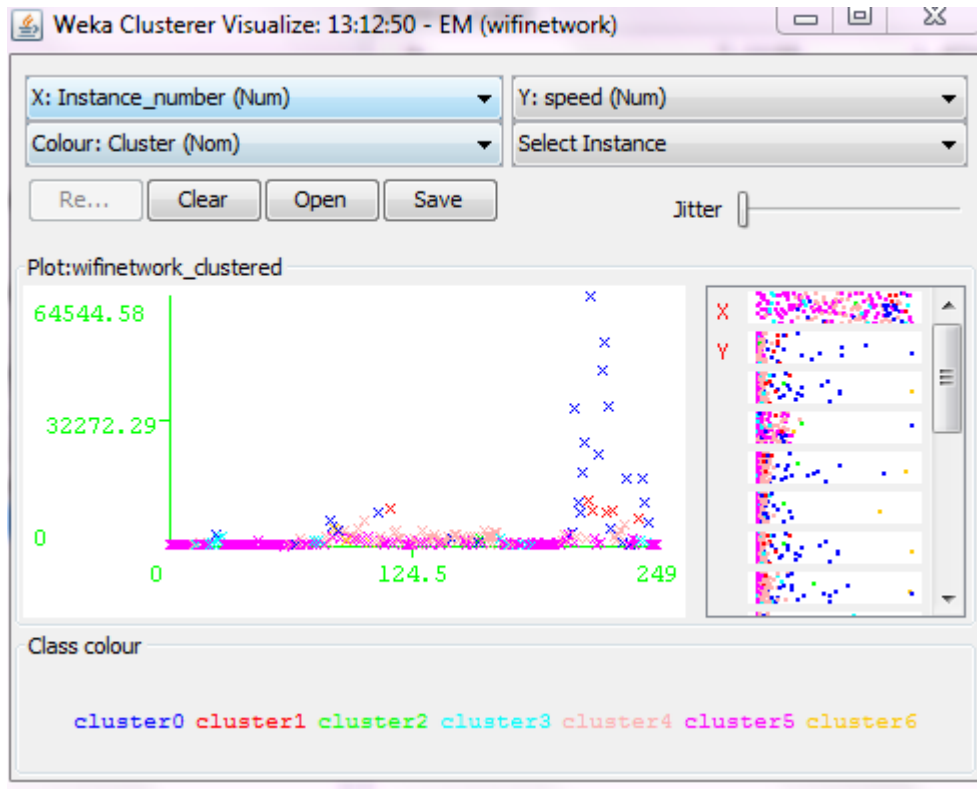 Weka Clusterer Visualize: 13:12:50 - EM (wifinetwork)
X: Instance_number (Num) Y: speed (Num)
Colour: Cluster (Nom) Select Instance
Re... Clear Open Save Jitter
Plot:wifinetwork_clustered
64544.58
32272.29
0
0 124.5 249
X
Y
Class colour
cluster0 cluster1 cluster2 cluster3 cluster4 cluster5 cluster6